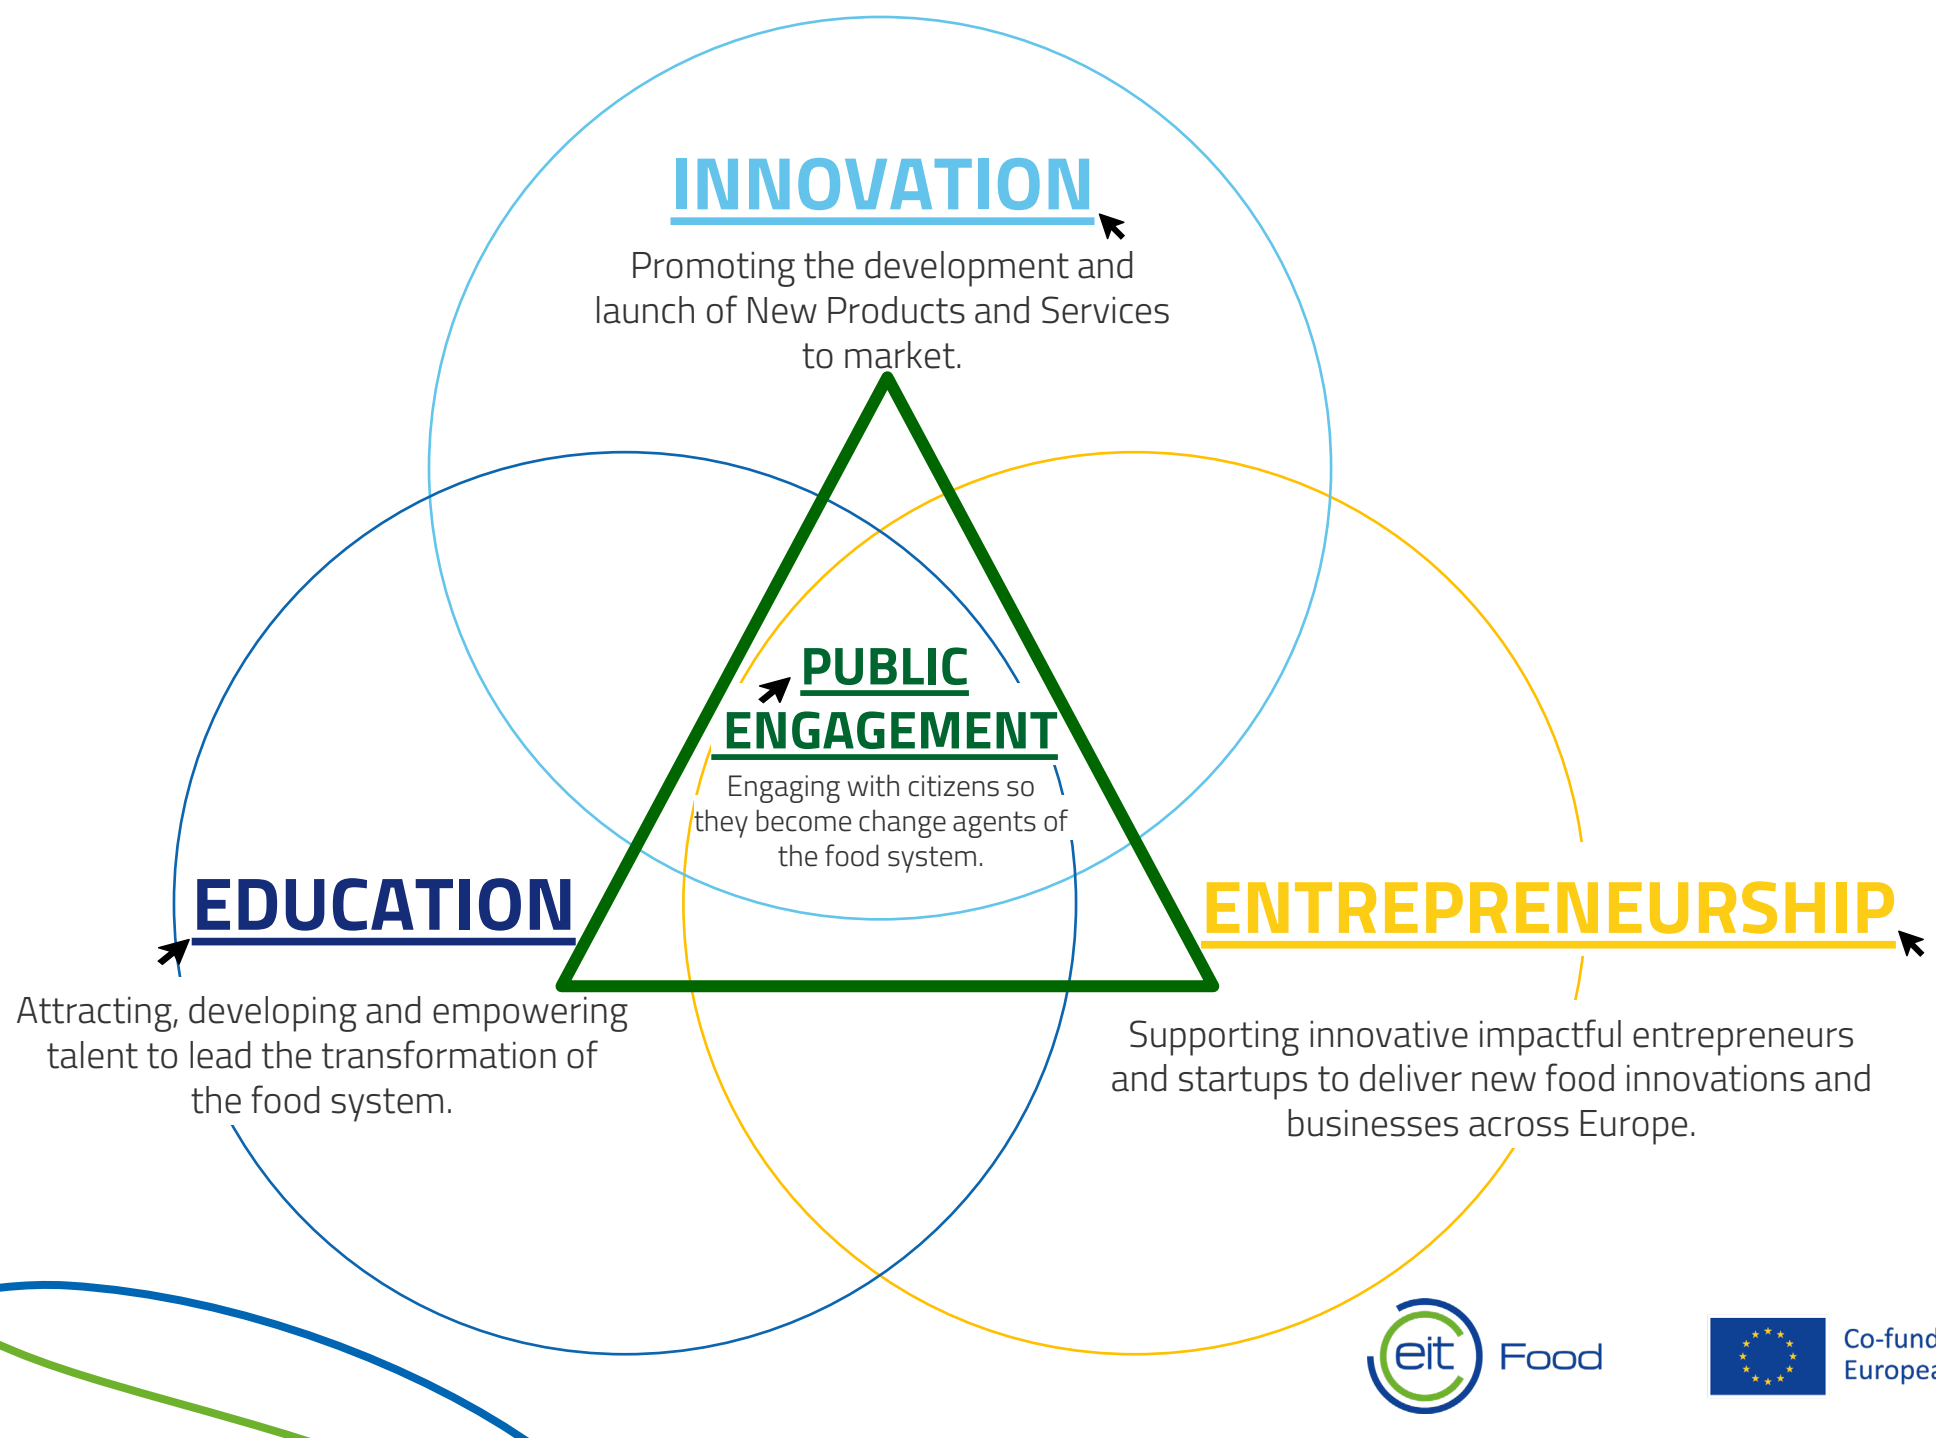 INNOVATION
Promoting the development and
launch of New Products and Services
to market.
PUBLIC
ENGAGEMENT
Engaging with citizens so
they become change agents of
the food system.
EDUCATION
Attracting, developing and empowering
talent to lead the transformation of
the food system.
ENTREPRENEURSHIP
Supporting innovative impactful entrepreneurs
and startups to deliver new food innovations and
businesses across Europe.
eit Food